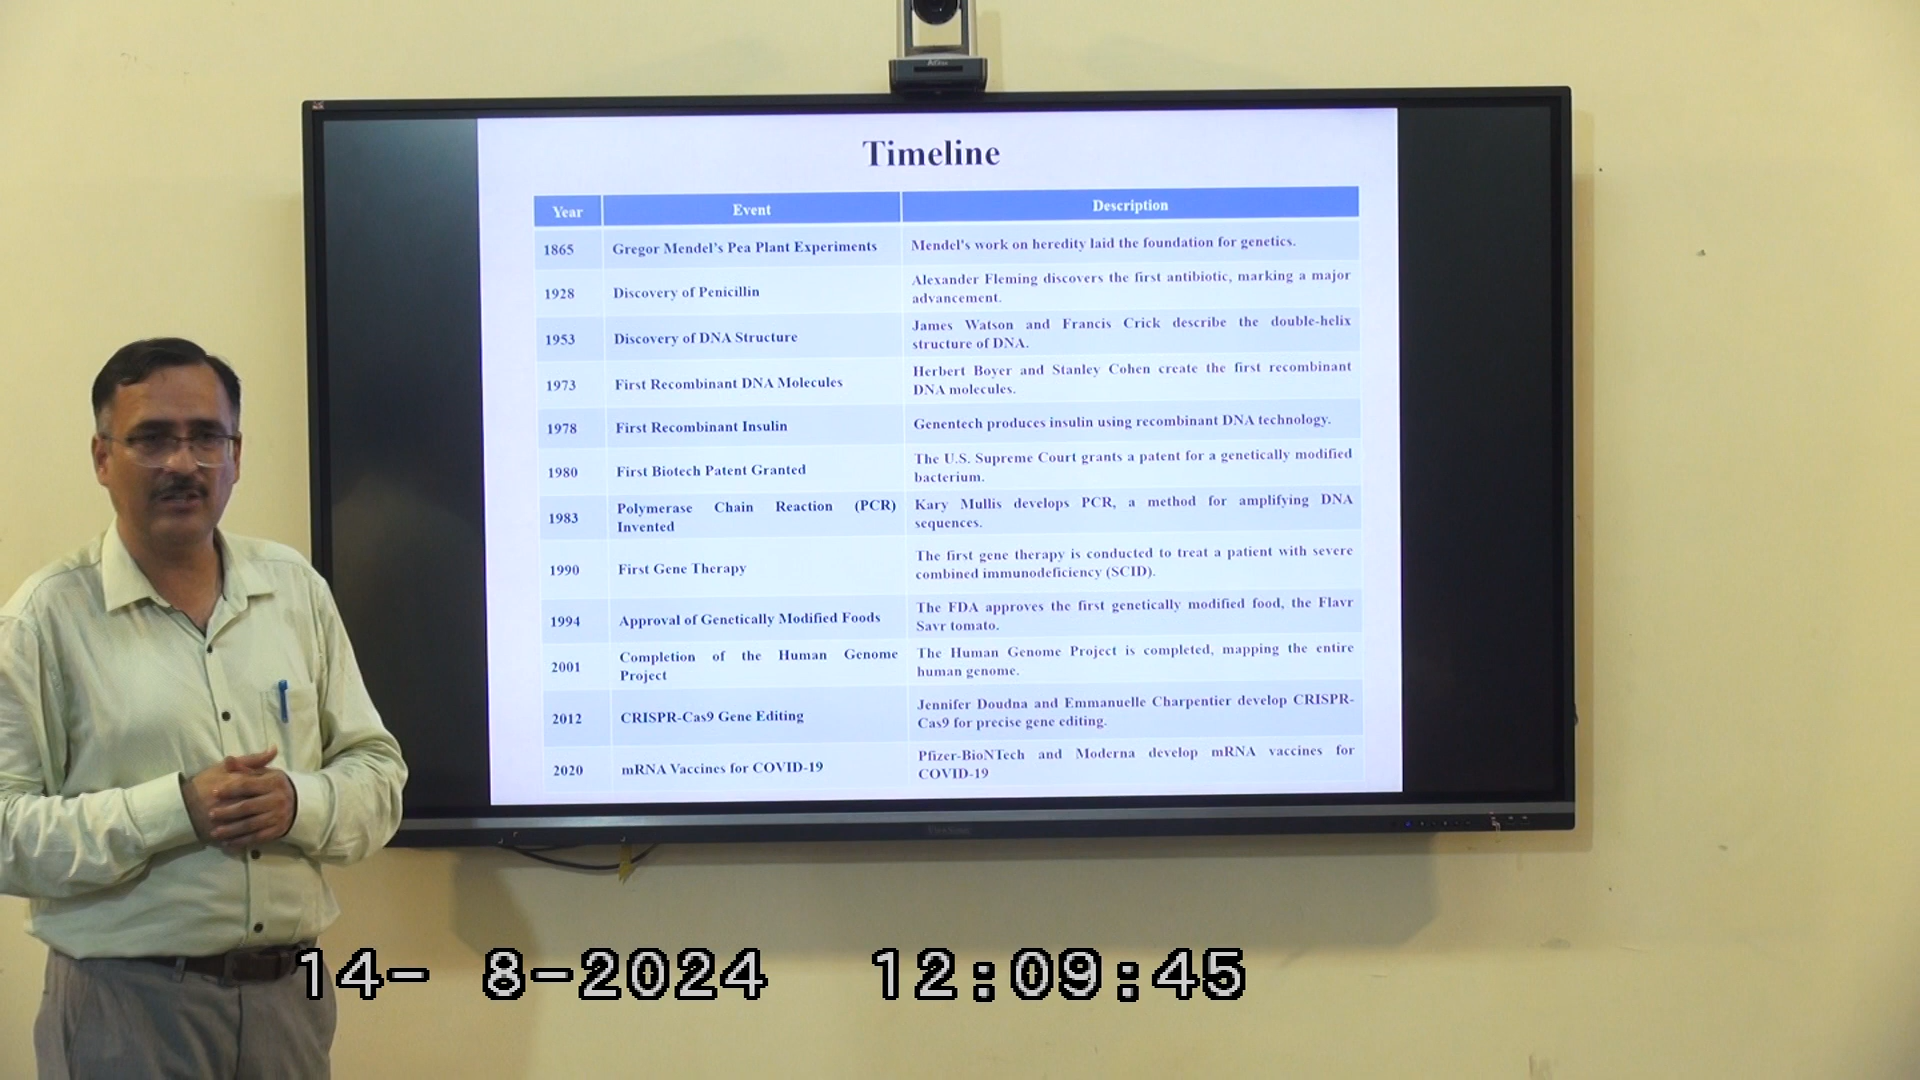 Timeline
Year Event Description
1865 Gregor Mendel's Pea Plant Experiments Mendel's work on heredity laid the foundation for genetics.
1928 Discovery of Penicillin Alexander Fleming discovers the first antibiotic, marking a major
advancement.
1953 Discovery of DNA Structure James Watson and Francis Crick describe the double-helix
structure of DNA.
1973 First Recombinant DNA Molecules Herbert Boyer and Stanley Cohen create the first recombinant
DNA molecules.
1978 First Recombinant Insulin Genentech produces insulin using recombinant DNA technology.
1980 First Biotech Patent Granted The U.S. Supreme Court grants a patent for a genetically modified
bacterium.
1983 Polymerase Chain Reaction (PCR) Kary Mullis develops PCR, a method for amplifying DNA
Invented sequences.
1990 First Gene Therapy The first gene therapy is conducted to treat a patient with severe
combined immunodeficiency (SCID).
1994 Approval of Genetically Modified Foods The FDA approves the first genetically modified food, the Flavr
Savr tomato.
2001 Completion of the Human Genome The Human Genome Project is completed, mapping the entire
Project human genome.
2012 CRISPR-Cas9 Gene Editing Jennifer Doudna and Emmanuelle Charpentier develop CRISPR-
Cas9 for precise gene editing.
2020 mRNA Vaccines for COVID-19 Pfizer-BioNTech and Moderna develop mRNA vaccines for
COVID-19
ViewSonic
14- 8-2024 12:09:45